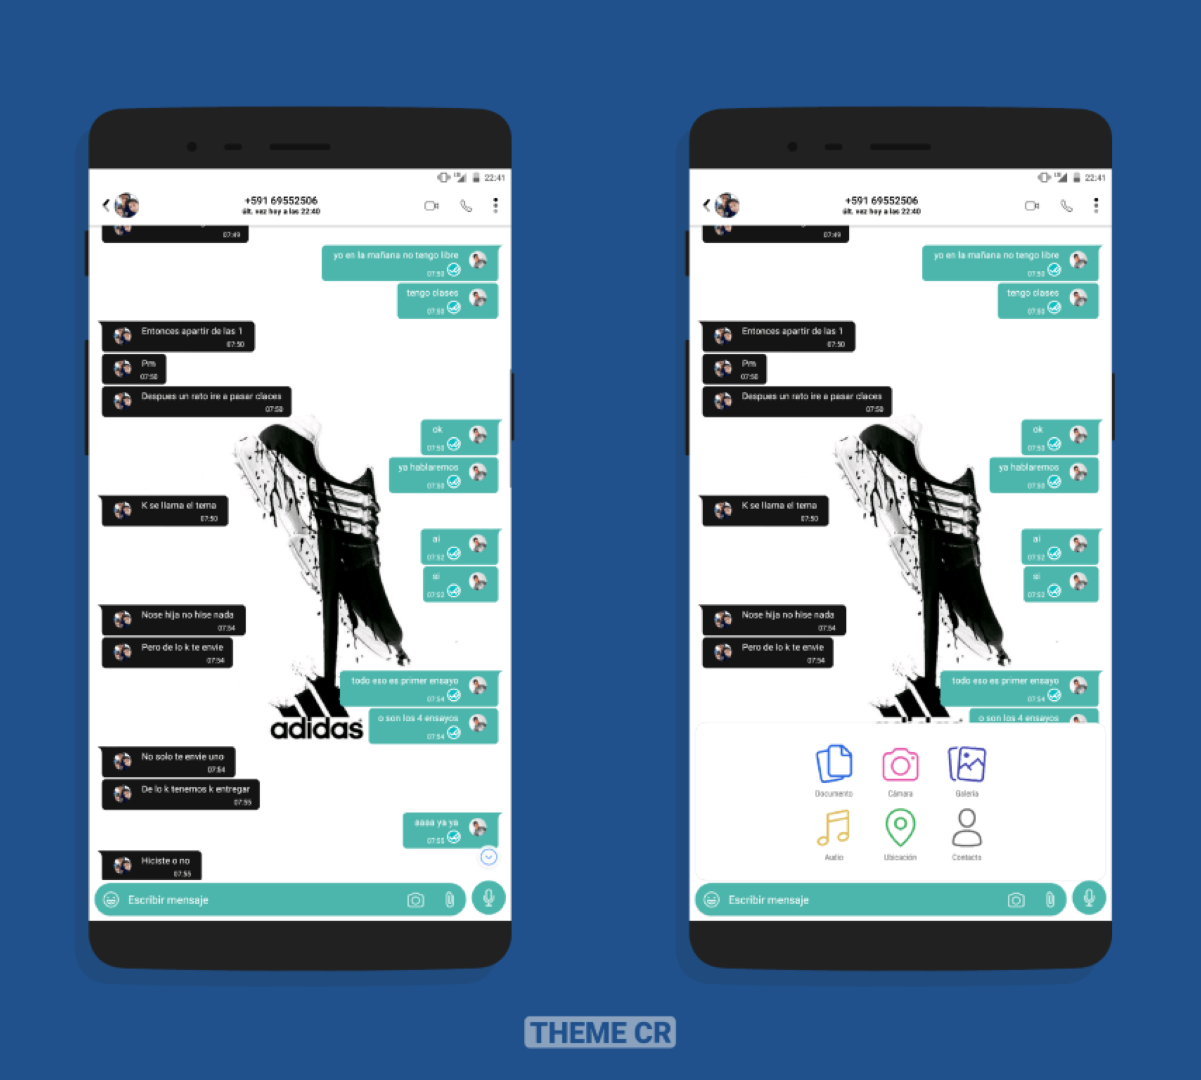 22:41
+591 69552506
últ. vez hoy a las 22:40
07:49
yo en la mañana no tengo libre
07:50
tengo clases
07:50
Entonces apartir de las 1
07:50
Pm
07:50
Despues un rato ire a pasar claces
07:50
ok
07:50
ya hablaremos
07:50
K se llama el tema
07:50
ai
07:52
si
07:52
Nose hija no hise nada
07:54
Pero de lo k te envie
07:54
todo eso es primer ensayo
07:54
o son los 4 ensayos
07:54
adidas
No solo te envie uno
07:54
De lo k tenemos k entregar
07:55
aaaa ya ya
07:55
Hiciste o no
07:55
Escribir mensaje
22:41
+591 69552506
últ. vez hoy a las 22:40
07:49
yo en la mañana no tengo libre
07:50
tengo clases
07:50
Entonces apartir de las 1
07:50
Pm
07:50
Despues un rato ire a pasar claces
07:50
ok
07:50
ya hablaremos
07:50
K se llama el tema
07:50
ai
07:52
si
07:52
Nose hija no hise nada
07:54
Pero de lo k te envie
07:54
todo eso es primer ensayo
07:54
o son los 4 ensayos
Documento
Cámara
Galería
Audio
Ubicación
Contacto
Escribir mensaje
THEME CR